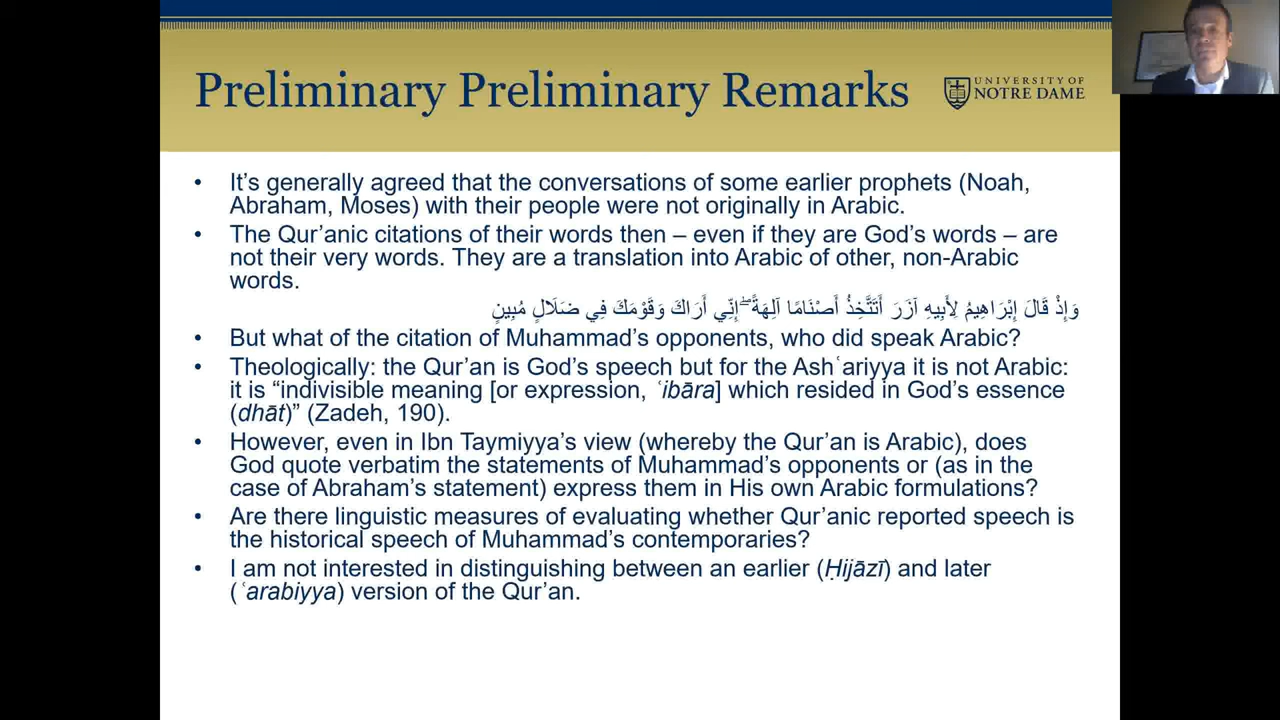 Preliminary Preliminary Remarks
UNIVERSITY OF
NOTRE DAME
• It’s generally agreed that the conversations of some earlier prophets (Noah,
Abraham, Moses) with their people were not originally in Arabic.
• The Qur’anic citations of their words then – even if they are God’s words – are
not their very words. They are a translation into Arabic of other, non-Arabic
words.
وَإِذْ قَالَ إِبْرَاهِيمُ لِأَبِيهِ آزَرَ أَتَتَّخِذُ أَصْنَامًا آلِهَةً ۖ إِنِّي أَرَاكَ وَقَوْمَكَ فِي ضَلَالٍ مُبِينٍ
• But what of the citation of Muhammad’s opponents, who did speak Arabic?
• Theologically: the Qur’an is God’s speech but for the Ashʿariyya it is not Arabic:
it is “indivisible meaning [or expression, ʿibāra] which resided in God’s essence
(dhāt)” (Zadeh, 190).
• However, even in Ibn Taymiyya’s view (whereby the Qur’an is Arabic), does
God quote verbatim the statements of Muhammad’s opponents or (as in the
case of Abraham’s statement) express them in His own Arabic formulations?
• Are there linguistic measures of evaluating whether Qur’anic reported speech is
the historical speech of Muhammad’s contemporaries?
• I am not interested in distinguishing between an earlier (Ḥijāzī) and later
(ʿarabiyya) version of the Qur’an.